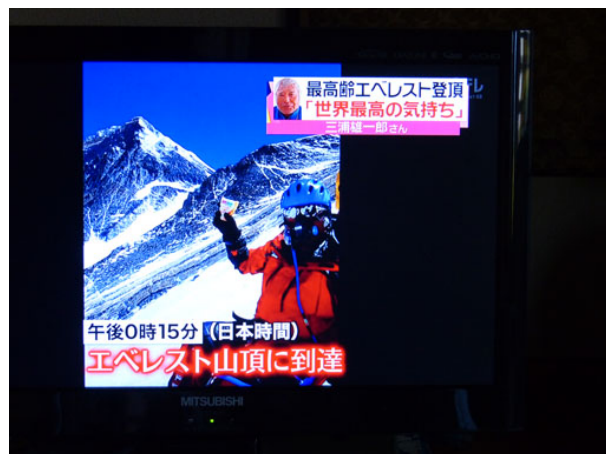 最高齢エベレスト登頂
「世界最高の気持ち」
三浦雄一郎さん
午後0時15分(日本時間)
エベレスト山頂に到達
MITSUBISHI